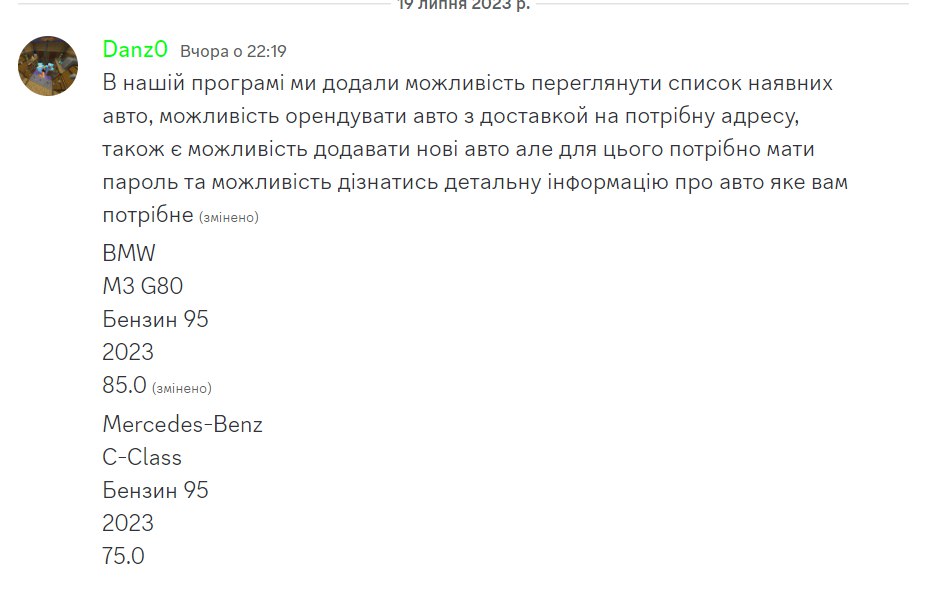 19 липня 2023 р.
Danz0 Вчора о 22:19
В нашій програмі ми додали можливість переглянути список наявних
авто, можливість орендувати авто з доставкой на потрібну адресу,
також є можливість додавати нові авто але для цього потрібно мати
пароль та можливість дізнатись детальну інформацію про авто яке вам
потрібне (змінено)
BMW
M3 G80
Бензин 95
2023
85.0 (змінено)
Mercedes-Benz
C-Class
Бензин 95
2023
75.0